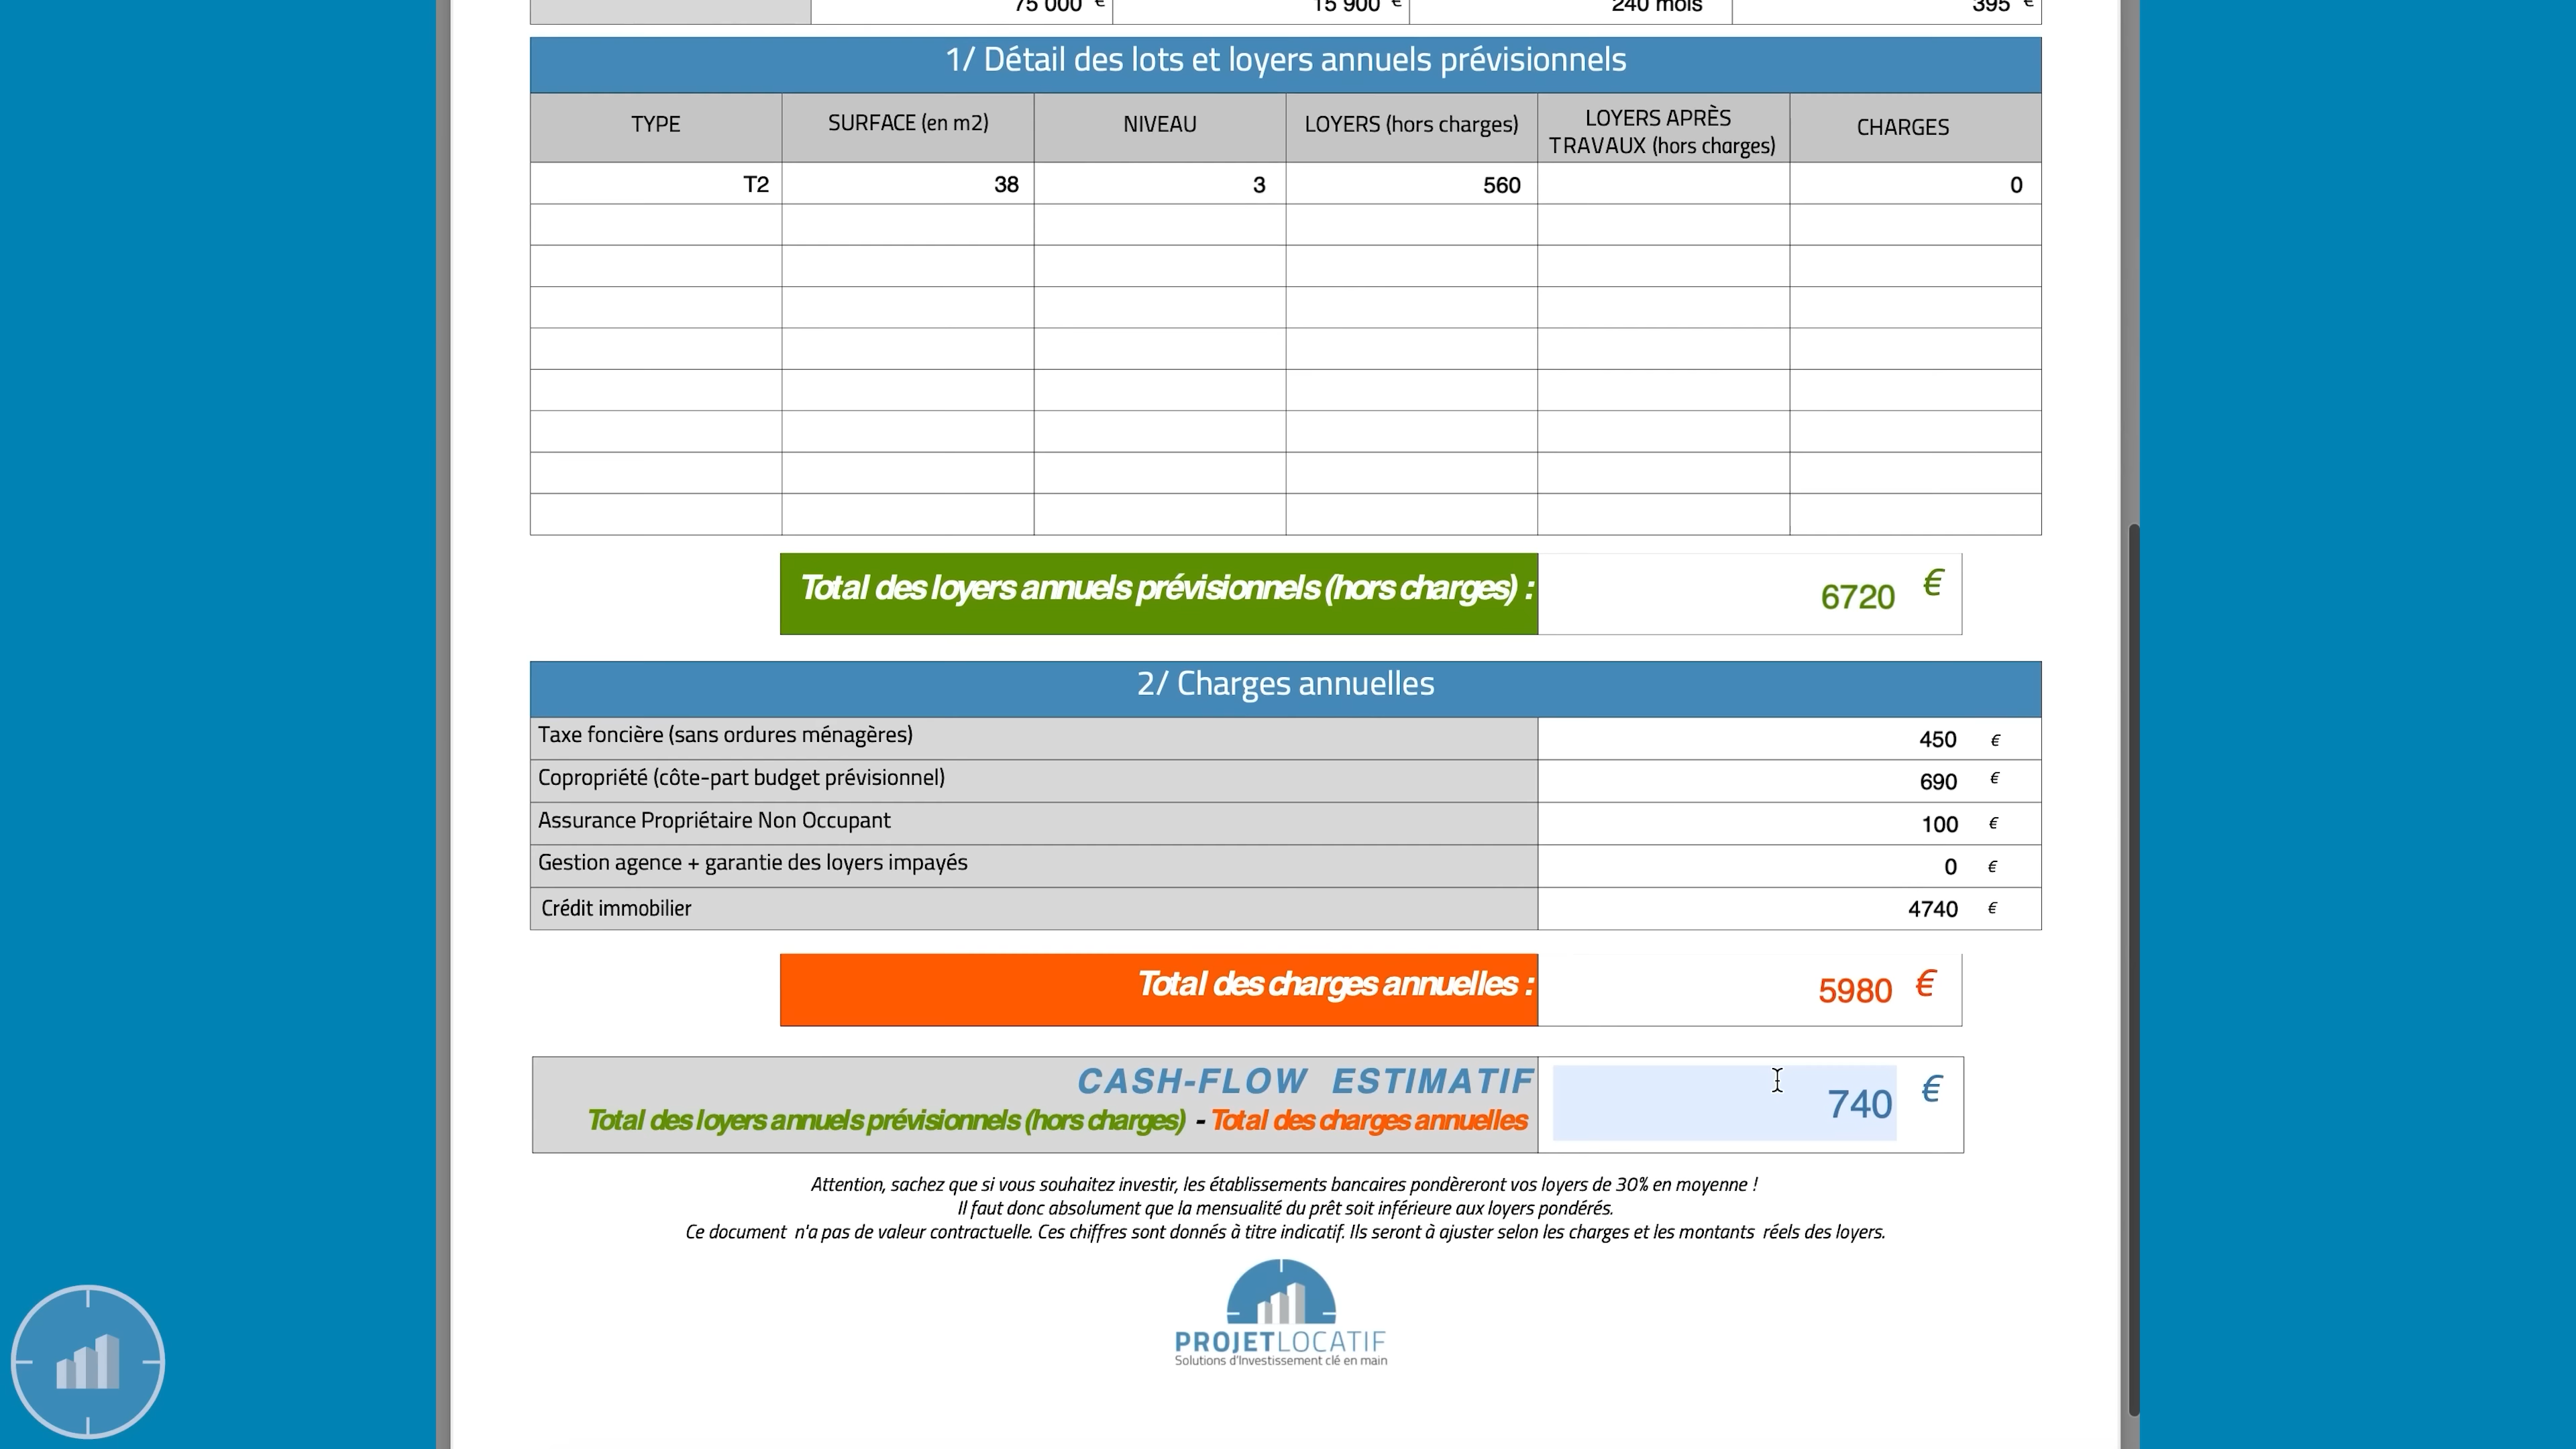 75 000 € 15 900 € 240 mois 395 €
1/ Détail des lots et loyers annuels prévisionnels
TYPE SURFACE (en m2) NIVEAU LOYERS (hors charges) LOYERS APRÈS TRAVAUX (hors charges) CHARGES
T2 38 3 560 0
Total des loyers annuels prévisionnels (hors charges) : 6720 €
2/ Charges annuelles
Taxe foncière (sans ordures ménagères) 450 €
Copropriété (côte-part budget prévisionnel) 690 €
Assurance Propriétaire Non Occupant 100 €
Gestion agence + garantie des loyers impayés 0 €
Crédit immobilier 4740 €
Total des charges annuelles : 5980 €
CASH-FLOW ESTIMATIF 740 €
Total des loyers annuels prévisionnels (hors charges) - Total des charges annuelles
Attention, sachez que si vous souhaitez investir, les établissements bancaires pondèreront vos loyers de 30% en moyenne !
Il faut donc absolument que la mensualité du prêt soit inférieure aux loyers pondérés.
Ce document n'a pas de valeur contractuelle. Ces chiffres sont donnés à titre indicatif. Ils seront à ajuster selon les charges et les montants réels des loyers.
PROJETLOCATIF
Solutions d'Investissement clé en main